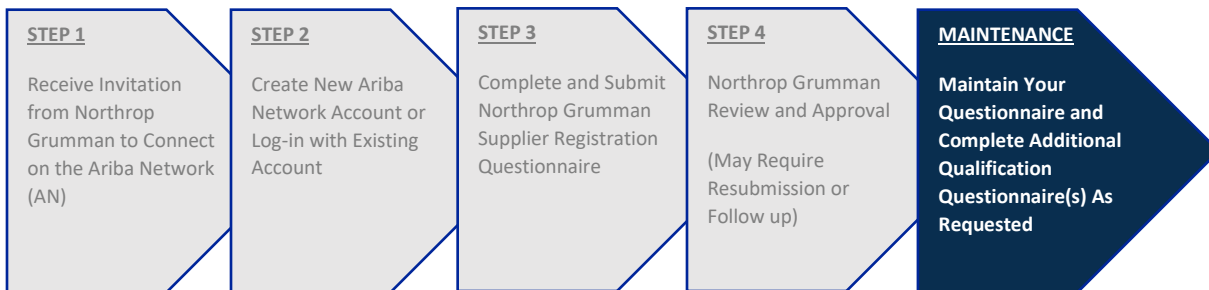 STEP 1
Receive Invitation
from Northrop
Grumman to Connect
on the Ariba Network
(AN)
STEP 2
Create New Ariba
Network Account or
Log-in with Existing
Account
STEP 3
Complete and Submit
Northrop Grumman
Supplier Registration
Questionnaire
STEP 4
Northrop Grumman
Review and Approval
(May Require
Resubmission or
Follow up)
MAINTENANCE
Maintain Your
Questionnaire and
Complete Additional
Qualification
Questionnaire(s) As
Requested